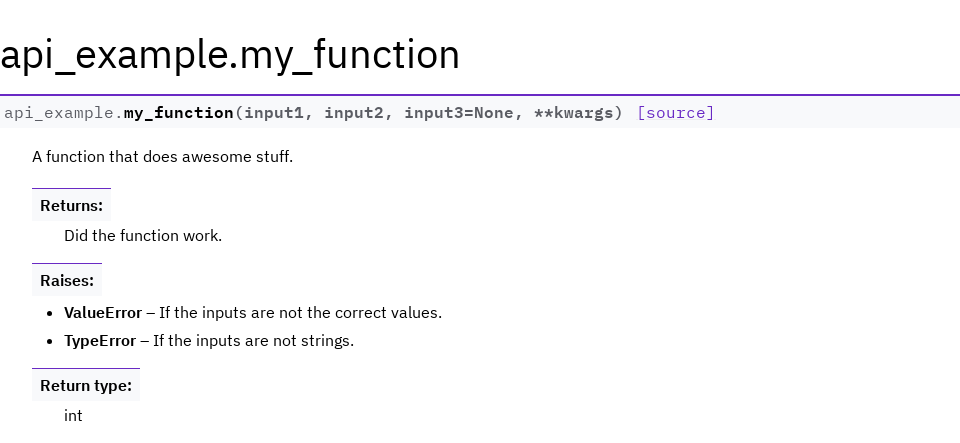 api_example.my_function
api_example.my_function(input1, input2, input3=None, **kwargs) [source]
A function that does awesome stuff.
Returns:
Did the function work.
Raises:
• ValueError – If the inputs are not the correct values.
• TypeError – If the inputs are not strings.
Return type:
int